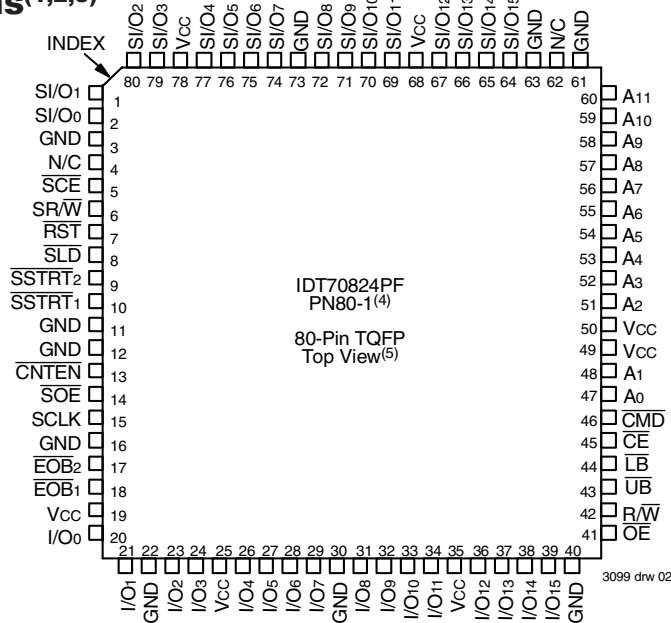 ns(1,2,3)
INDEX
SI/O2
SI/O3
VCC
SI/O4
SI/O5
SI/O6
SI/O7
GND
SI/O8
SI/O9
SI/O10
SI/O11
VCC
SI/O12
SI/O13
SI/O14
SI/O15
GND
N/C
GND
80 79 78 77 76 75 74 73 72 71 70 69 68 67 66 65 64 63 62 61
SI/O1 1
SI/O0 2
GND 3
N/C 4
SCE 5
SR/W 6
RST 7
SLD 8
SSTRT2 9
SSTRT1 10
GND 11
GND 12
CNTEN 13
SOE 14
SCLK 15
GND 16
EOB2 17
EOB1 18
VCC 19
I/O0 20
IDT70824PF
PN80-1(4)
80-Pin TQFP
Top View(5)
60 A11
59 A10
58 A9
57 A8
56 A7
55 A6
54 A5
53 A4
52 A3
51 A2
50 VCC
49 VCC
48 A1
47 A0
46 CMD
45 CE
44 LB
43 UB
42 R/W
41 OE
21 22 23 24 25 26 27 28 29 30 31 32 33 34 35 36 37 38 39 40
I/O1
GND
I/O2
I/O3
VCC
I/O4
I/O5
I/O6
I/O7
GND
I/O8
I/O9
I/O10
I/O11
VCC
I/O12
I/O13
I/O14
I/O15
GND
3099 drw 02